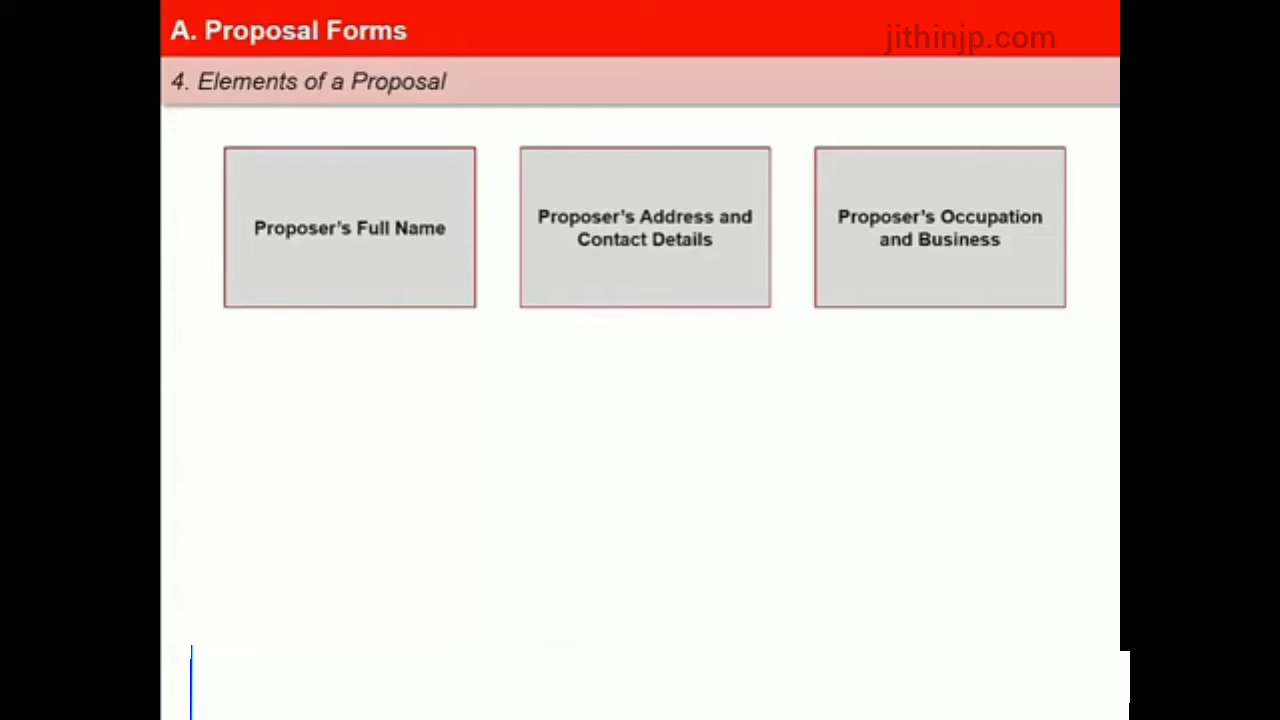 A. Proposal Forms
jithinjp.com
4. Elements of a Proposal
Proposer's Full Name
Proposer's Address and
Contact Details
Proposer's Occupation
and Business